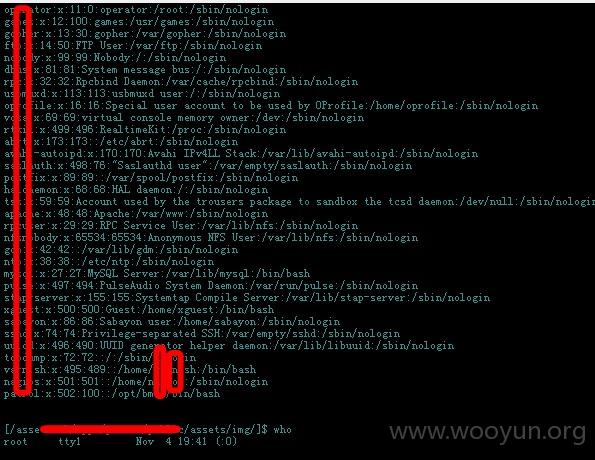 operator:x:11:0:operator:/root:/sbin/nologin
games:x:12:100:games:/usr/games:/sbin/nologin
gopher:x:13:30:gopher:/var/gopher:/sbin/nologin
ftp:x:14:50:FTP User:/var/ftp:/sbin/nologin
nobody:x:99:99:Nobody:/:/sbin/nologin
dbus:x:81:81:System message bus:/:/sbin/nologin
rpc:x:32:32:Rpcbind Daemon:/var/cache/rpcbind:/sbin/nologin
usbmuxd:x:113:113:usbmuxd user:/:/sbin/nologin
oprofile:x:16:16:Special user account to be used by OProfile:/home/oprofile:/sbin/nologin
vcsa:x:69:69:virtual console memory owner:/dev:/sbin/nologin
rtkit:x:499:496:RealtimeKit:/proc:/sbin/nologin
abrt:x:173:173::/etc/abrt:/sbin/nologin
avahi-autoipd:x:170:170:Avahi IPv4LL Stack:/var/lib/avahi-autoipd:/sbin/nologin
saslauth:x:498:76:"Saslauthd user":/var/empty/saslauth:/sbin/nologin
postfix:x:89:89::/var/spool/postfix:/sbin/nologin
haldaemon:x:68:68:HAL daemon:/:/sbin/nologin
tss:x:59:59:Account used by the trousers package to sandbox the tcsd daemon:/dev/null:/sbin/nologin
apache:x:48:48:Apache:/var/www:/sbin/nologin
rpcuser:x:29:29:RPC Service User:/var/lib/nfs:/sbin/nologin
nfsnobody:x:65534:65534:Anonymous NFS User:/var/lib/nfs:/sbin/nologin
gdm:x:42:42::/var/lib/gdm:/sbin/nologin
ntp:x:38:38::/etc/ntp:/sbin/nologin
mysql:x:27:27:MySQL Server:/var/lib/mysql:/bin/bash
pulse:x:497:494:PulseAudio System Daemon:/var/run/pulse:/sbin/nologin
stap-server:x:155:155:Systemtap Compile Server:/var/lib/stap-server:/sbin/nologin
xguest:x:500:500:Guest:/home/xguest:/bin/bash
sabayon:x:86:86:Sabayon user:/home/sabayon:/sbin/nologin
sshd:x:74:74:Privilege-separated SSH:/var/empty/sshd:/sbin/nologin
uuidd:x:496:490:UUID generator helper daemon:/var/lib/libuuid:/sbin/nologin
tcpdump:x:72:72::/:/sbin/nologin
varnish:x:495:489::/home/varnish:/bin/bash
nagios:x:501:501::/home/:/sbin/nologin
patrol:x:502:100::/opt/bmc:/bin/bash
[/asse c/assets/img/]$ who
root tty1 Nov 4 19:41 (:0)
www.wooyun.org